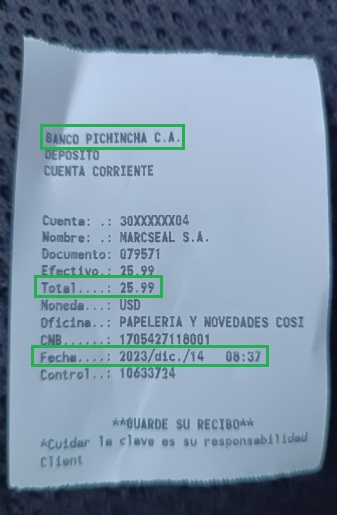 BANCO PICHINCHA C.A.
DEPOSITO
CUENTA CORRIENTE
Cuenta: .: 30XXXXXX04
Nombre: .: MARCSEAL S.A.
Documento: 079571
Efectivo.: 25.99
Total....: 25.99
Moneda...: USD
Oficina..: PAPELERIA Y NOVEDADES COSI
CNB......: 1705427118001
Fecha....: 2023/dic./14 08:37
Control..: 10633724
**GUARDE SU RECIBO**
*Cuidar la clave es su responsabilidad
Client